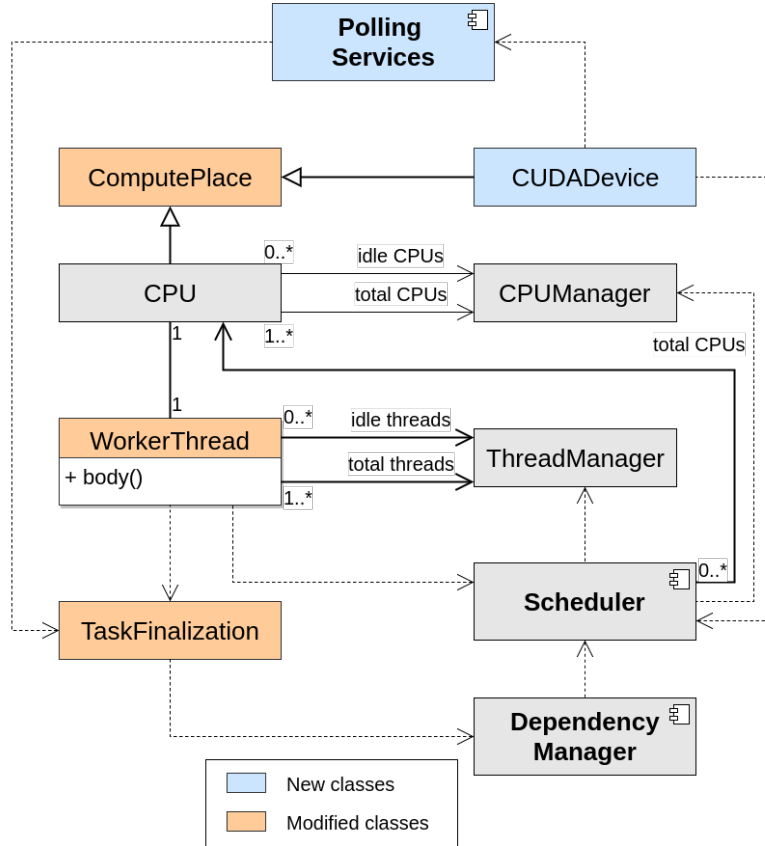 Polling
Services
ComputePlace
CUDADevice
0..*
idle CPUs
CPU
total CPUs
CPUManager
1..*
1
total CPUs
1
0..*
idle threads
WorkerThread
ThreadManager
total threads
+ body()
1..*
0..*
Scheduler
TaskFinalization
Dependency
Manager
New classes
Modified classes